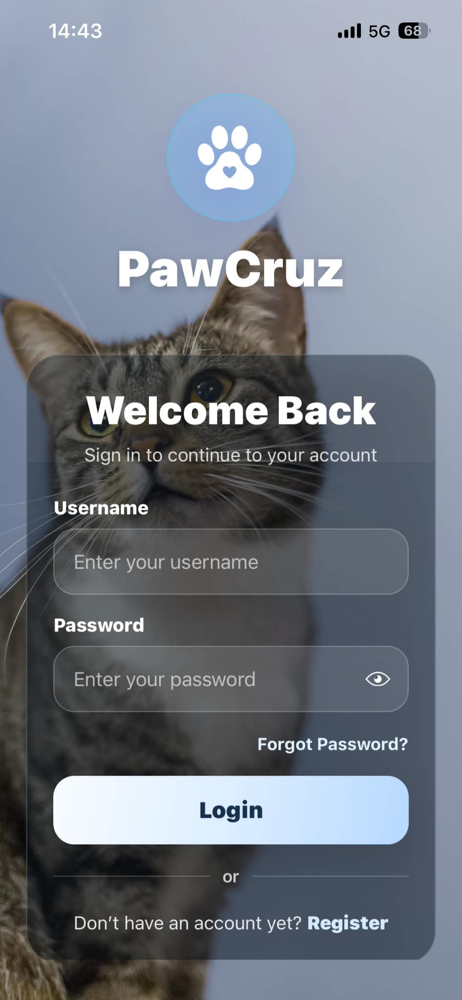 14:43
5G 68
PawCruz
Welcome Back
Sign in to continue to your account
Username
Enter your username
Password
Enter your password
Forgot Password?
Login
or
Don’t have an account yet? Register